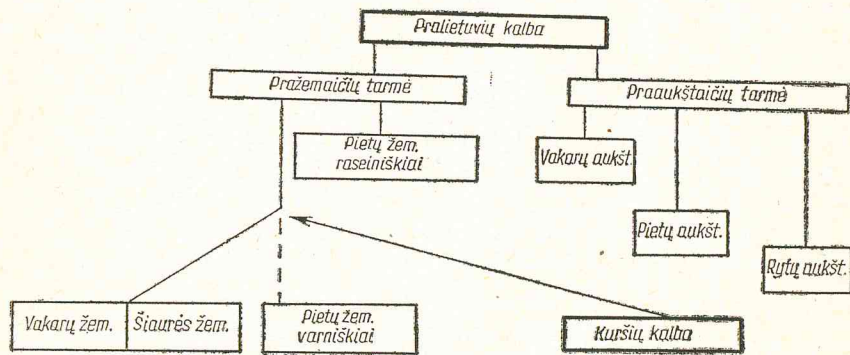 Pralietuvių kalba
Pražemaičių tarmė
Praaukštaičių tarmė
Pietų žem.
raseiniškiai
Vakarų aukšt.
Pietų aukšt.
Rytų aukšt.
Vakarų žem.
Šiaurės žem.
Pietų žem.
varniškiai
Kuršių kalba